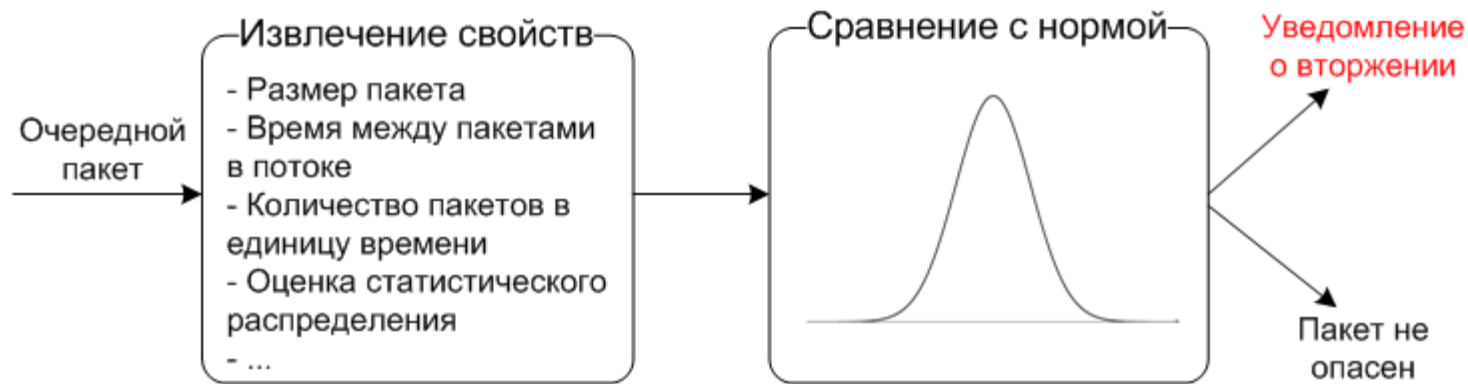 Очередной
пакет
Извлечение свойств
- Размер пакета
- Время между пакетами
в потоке
- Количество пакетов в
единицу времени
- Оценка статистического
распределения
- ...
Сравнение с нормой
Уведомление
о вторжении
Пакет не
опасен